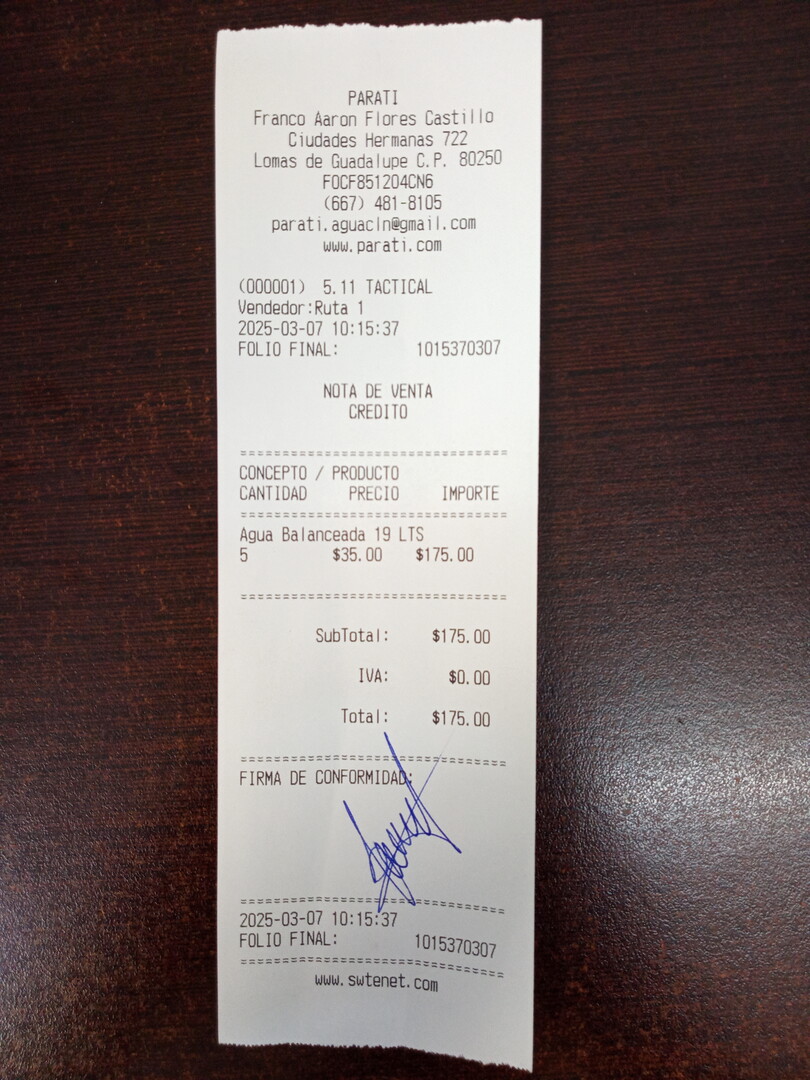 PARATI
Franco Aaron Flores Castillo
Ciudades Hermanas 722
Lomas de Guadalupe C.P. 80250
FOCF851204CN6
(667) 481-8105
parati.aguacln@gmail.com
www.parati.com
(000001) 5.11 TACTICAL
Vendedor:Ruta 1
2025-03-07 10:15:37
FOLIO FINAL: 1015370307
NOTA DE VENTA
CREDITO
CONCEPTO / PRODUCTO
CANTIDAD PRECIO IMPORTE
Agua Balanceada 19 LTS
5 $35.00 $175.00
SubTotal: $175.00
IVA: $0.00
Total: $175.00
FIRMA DE CONFORMIDAD:
2025-03-07 10:15:37
FOLIO FINAL: 1015370307
www.swtenet.com